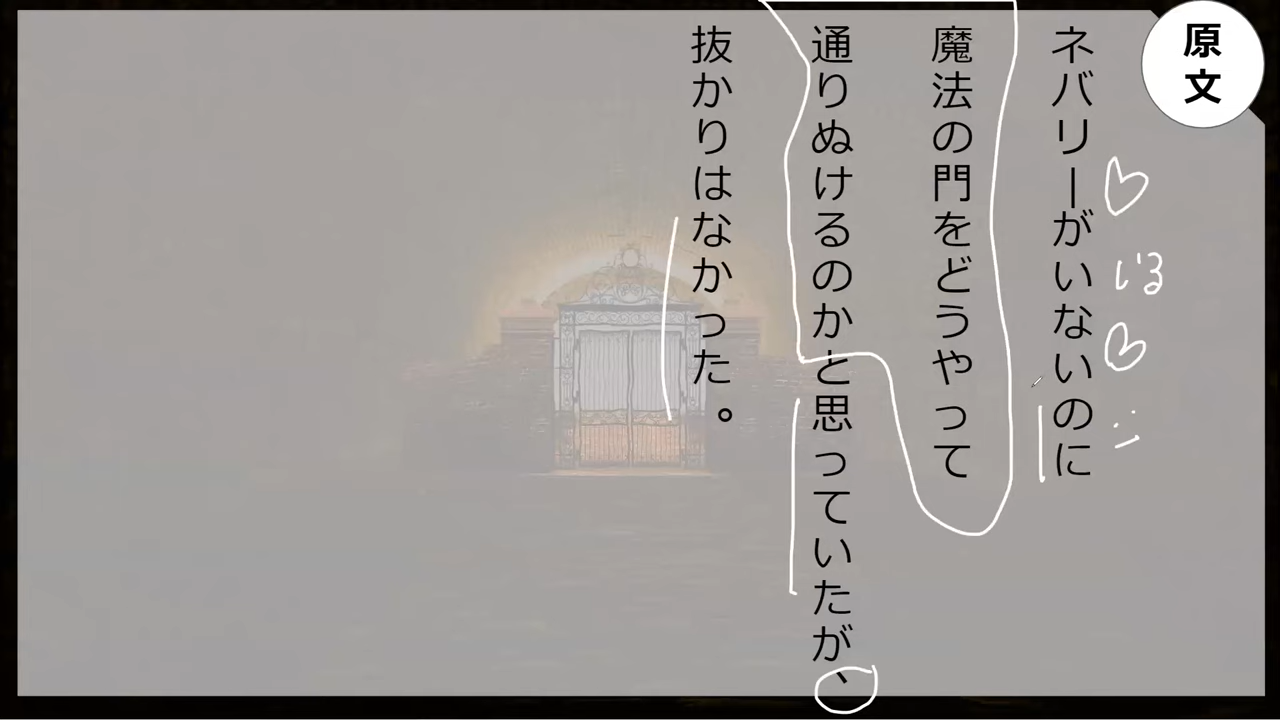 原文
ネバリーがいないのに
いる
魔法の門をどうやって
通りぬけるのかと思っていたが、
抜かりはなかった。